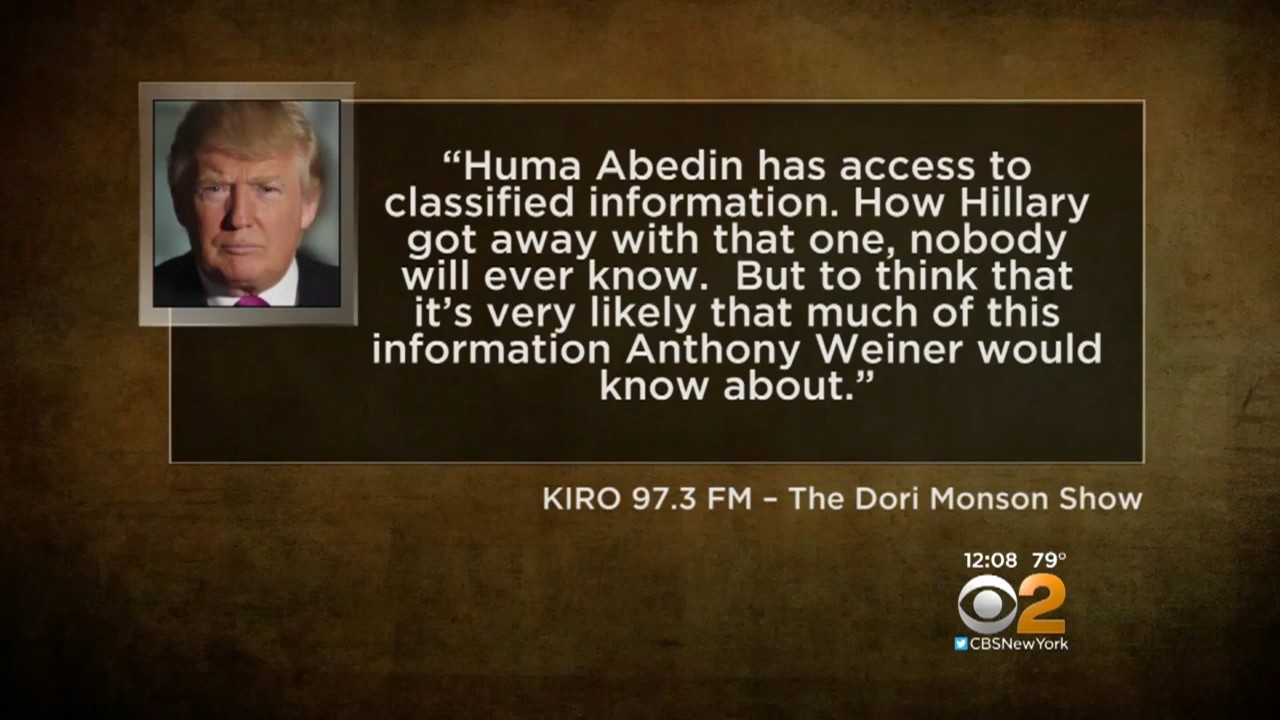 “Huma Abedin has access to
classified information. How Hillary
got away with that one, nobody
will ever know.  But to think that
it’s very likely that much of this
information Anthony Weiner would
know about.”
KIRO 97.3 FM – The Dori Monson Show
12:08 79°
2
CBSNewYork